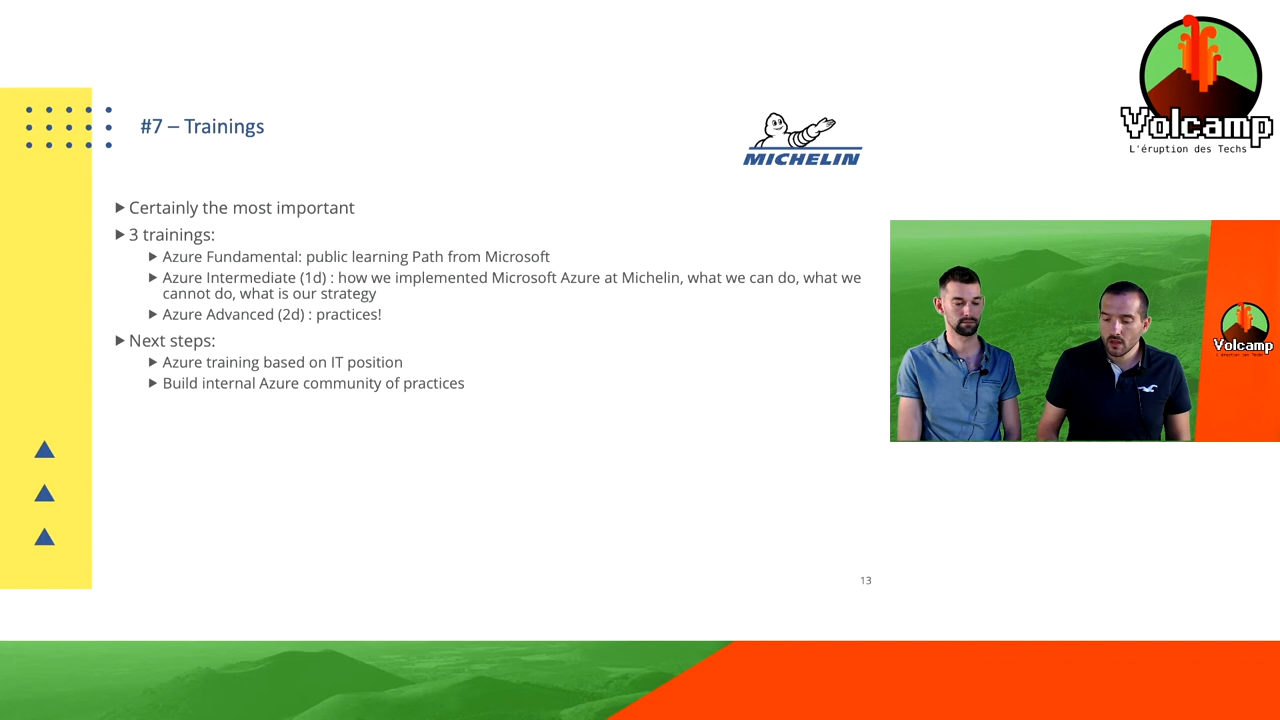 #7 – Trainings
MICHELIN
Volcamp
L'éruption des Techs
Certainly the most important
3 trainings:
Azure Fundamental: public learning Path from Microsoft
Azure Intermediate (1d) : how we implemented Microsoft Azure at Michelin, what we can do, what we
cannot do, what is our strategy
Azure Advanced (2d) : practices!
Next steps:
Azure training based on IT position
Build internal Azure community of practices
Volcamp
L'éruption des Techs
13